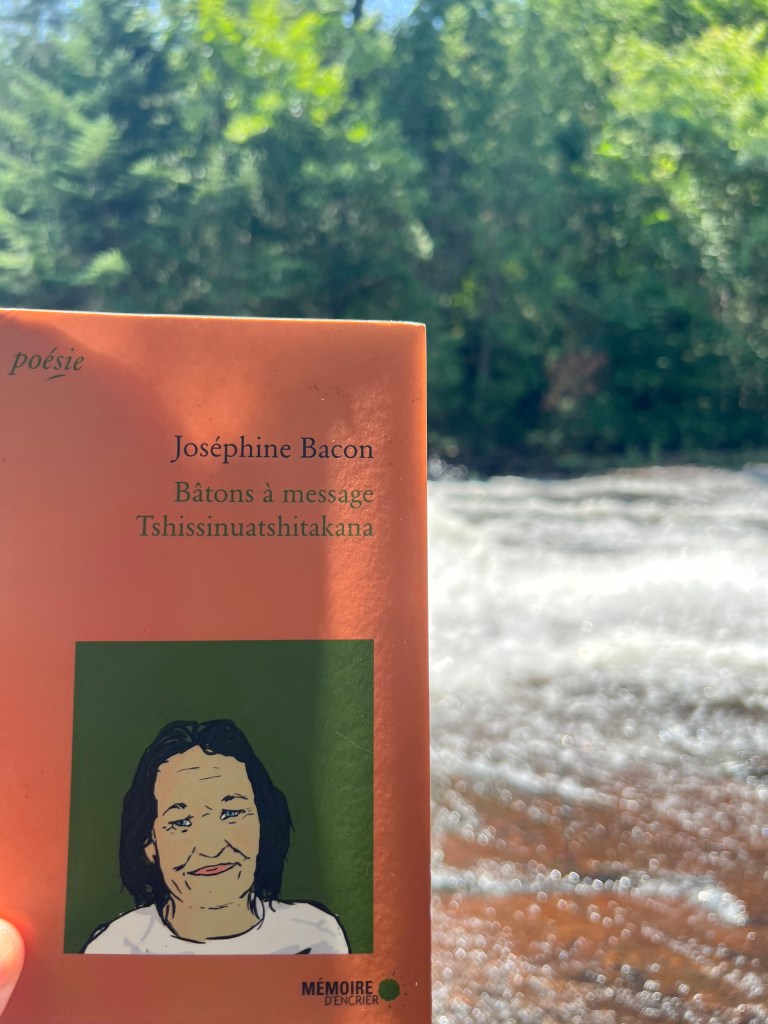 poésie
Joséphine Bacon
Bâtons à message
Tshissinuatshitakana
MÉMOIRE
D'ENCRIER